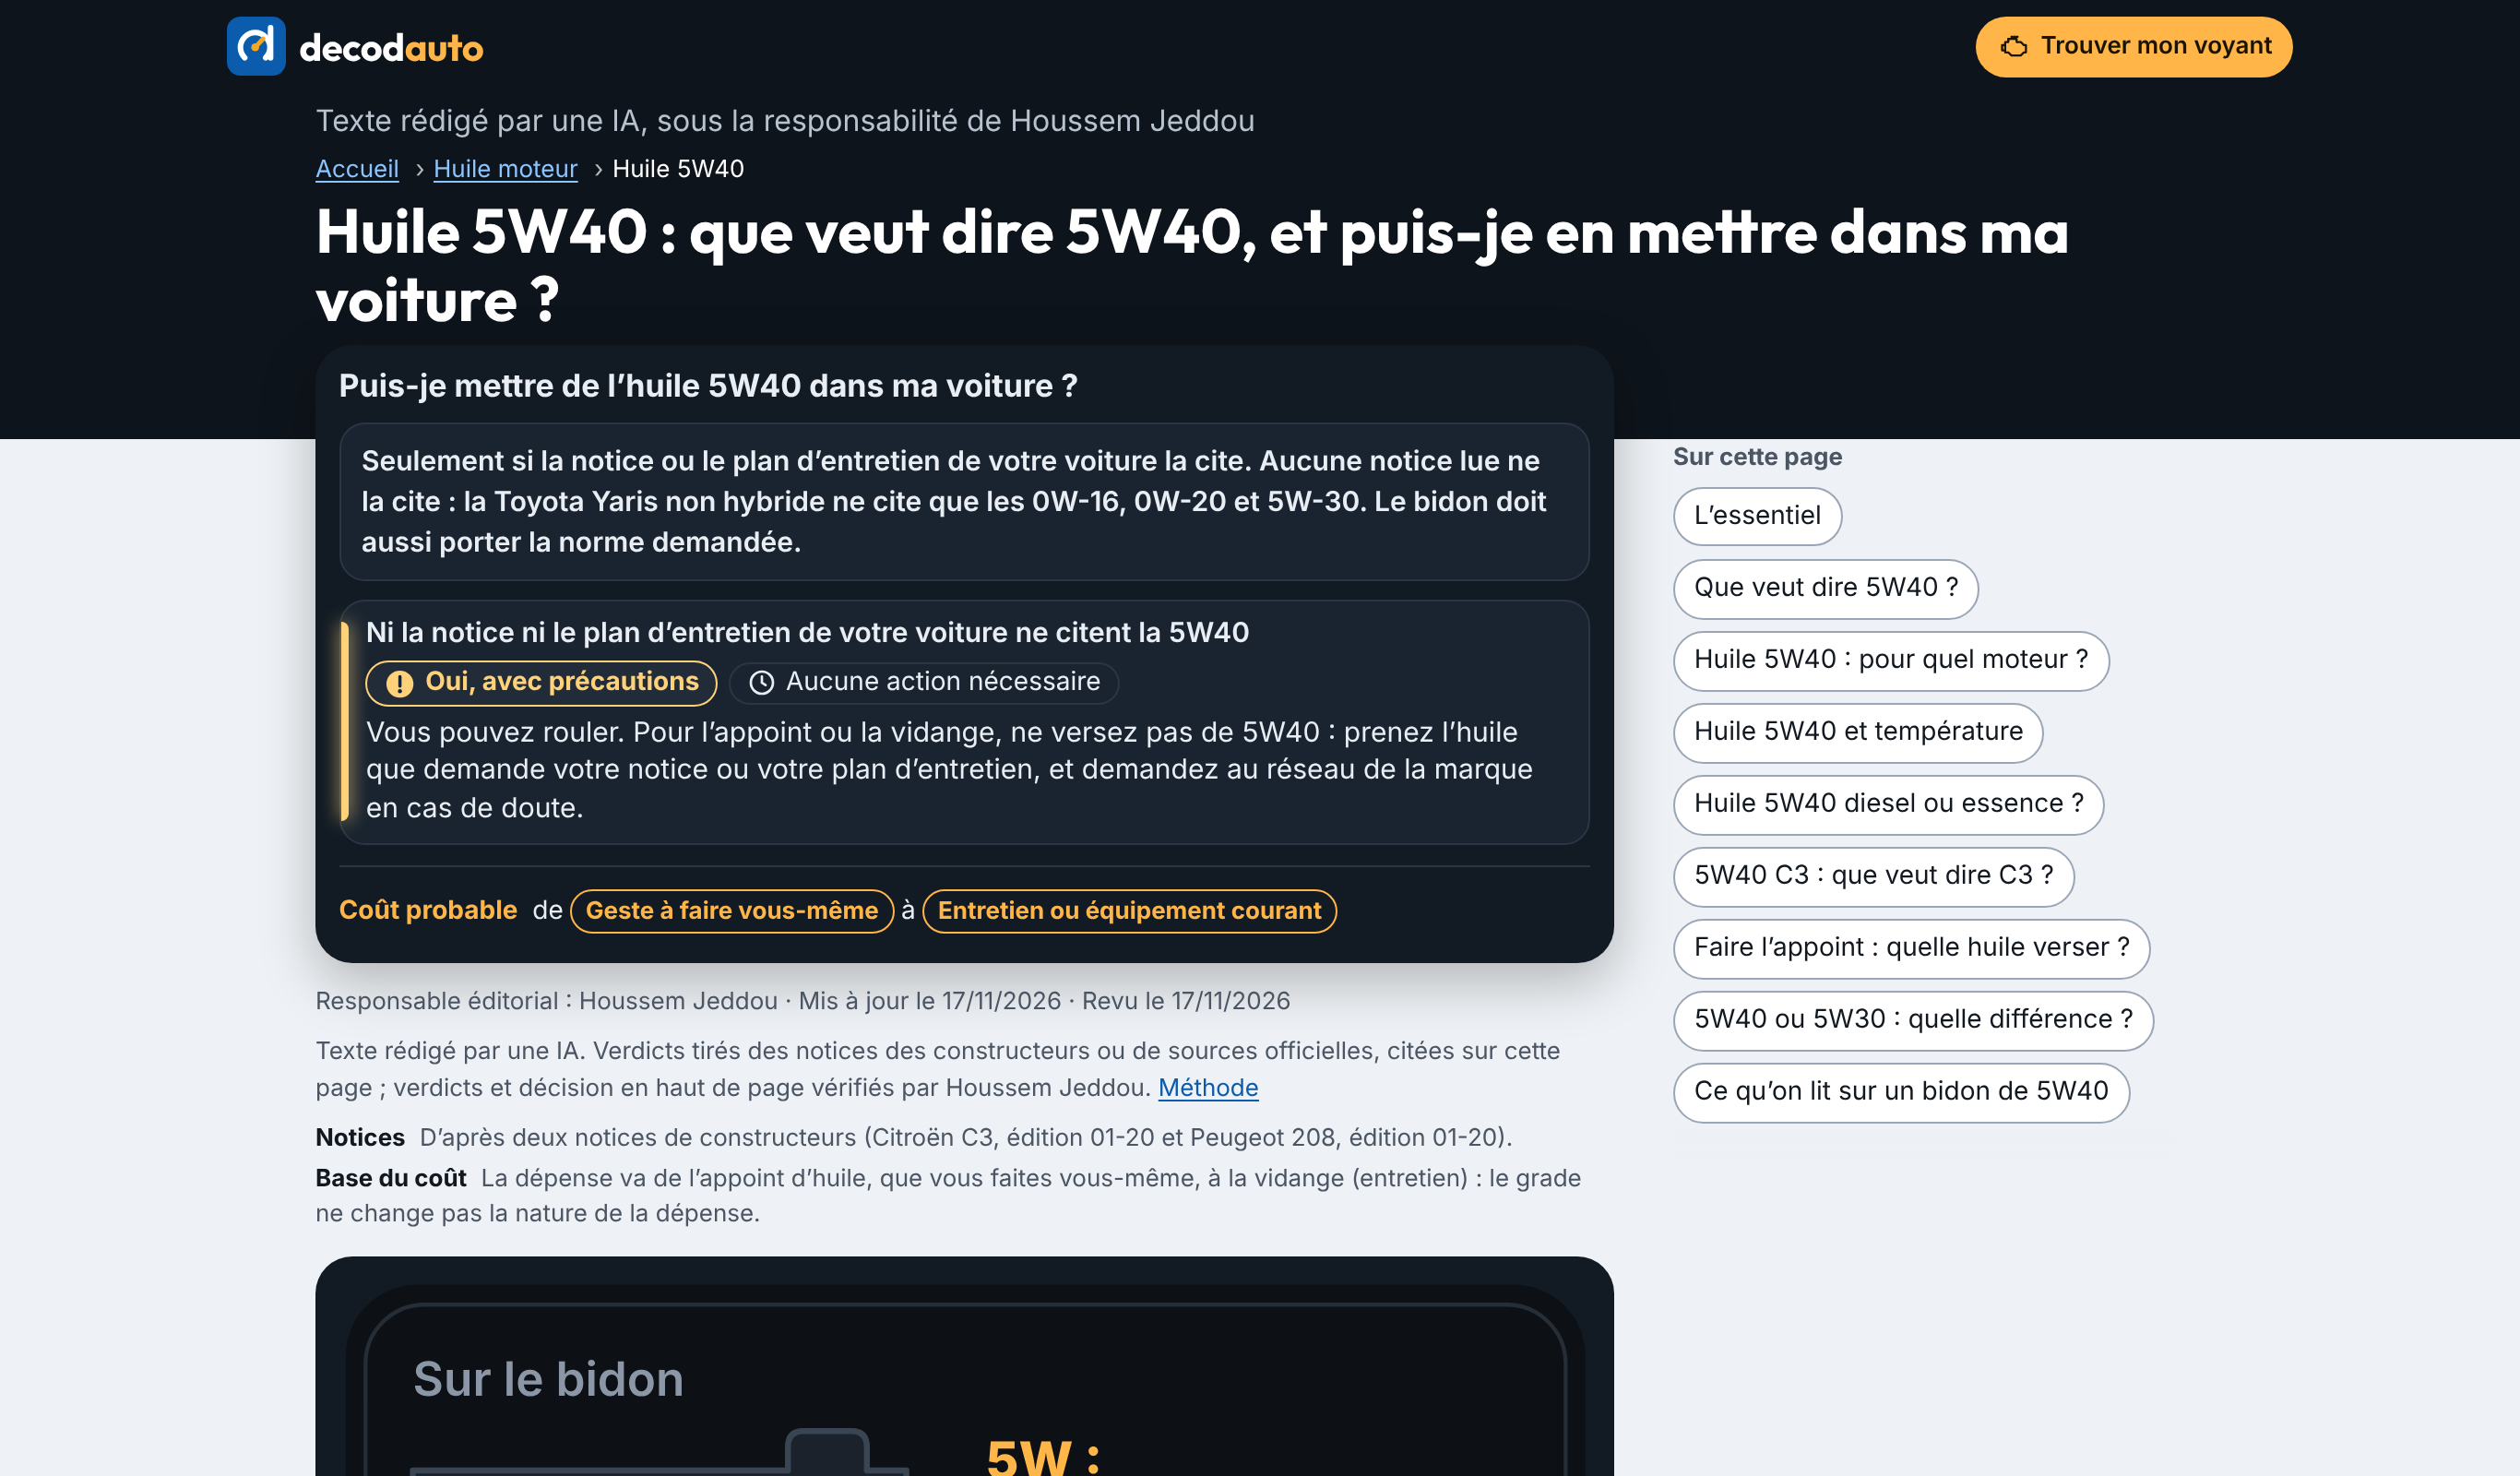 decodauto
Trouver mon voyant
Texte rédigé par une IA, sous la responsabilité de Houssem Jeddou
Accueil › Huile moteur › Huile 5W40
Huile 5W40 : que veut dire 5W40, et puis-je en mettre dans ma
voiture ?
Puis-je mettre de l’huile 5W40 dans ma voiture ?
Seulement si la notice ou le plan d’entretien de votre voiture la cite. Aucune notice lue ne
la cite : la Toyota Yaris non hybride ne cite que les 0W-16, 0W-20 et 5W-30. Le bidon doit
aussi porter la norme demandée.
Ni la notice ni le plan d’entretien de votre voiture ne citent la 5W40
Oui, avec précautions
Aucune action nécessaire
Vous pouvez rouler. Pour l’appoint ou la vidange, ne versez pas de 5W40 : prenez l’huile
que demande votre notice ou votre plan d’entretien, et demandez au réseau de la marque
en cas de doute.
Coût probable de Geste à faire vous-même à Entretien ou équipement courant
Responsable éditorial : Houssem Jeddou · Mis à jour le 17/11/2026 · Revu le 17/11/2026
Texte rédigé par une IA. Verdicts tirés des notices des constructeurs ou de sources officielles, citées sur cette
page ; verdicts et décision en haut de page vérifiés par Houssem Jeddou. Méthode
Notices D’après deux notices de constructeurs (Citroën C3, édition 01-20 et Peugeot 208, édition 01-20).
Base du coût La dépense va de l’appoint d’huile, que vous faites vous-même, à la vidange (entretien) : le grade
ne change pas la nature de la dépense.
Sur le bidon
5W :
Sur cette page
L’essentiel
Que veut dire 5W40 ?
Huile 5W40 : pour quel moteur ?
Huile 5W40 et température
Huile 5W40 diesel ou essence ?
5W40 C3 : que veut dire C3 ?
Faire l’appoint : quelle huile verser ?
5W40 ou 5W30 : quelle différence ?
Ce qu’on lit sur un bidon de 5W40